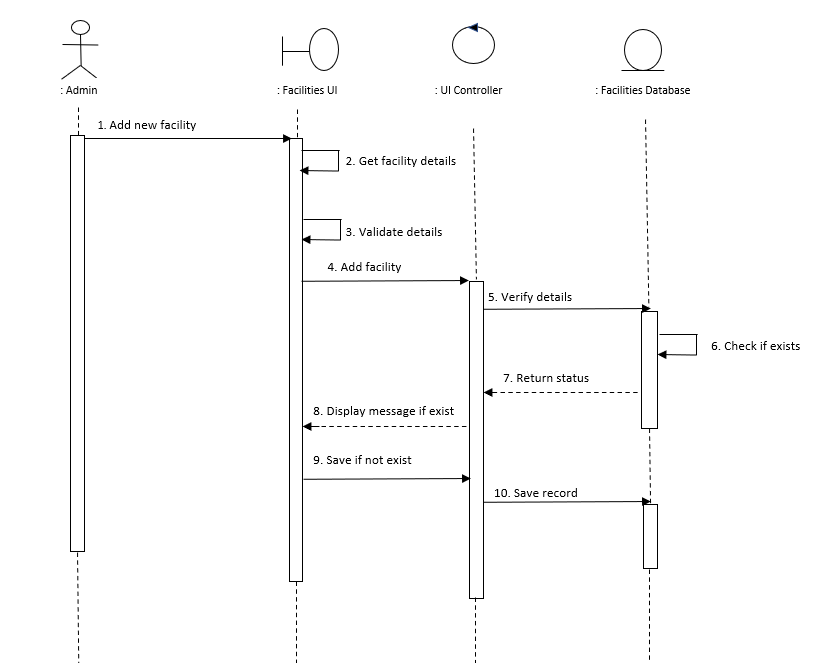 : Admin
: Facilities UI
: UI Controller
: Facilities Database
1. Add new facility
2. Get facility details
3. Validate details
4. Add facility
5. Verify details
6. Check if exists
7. Return status
8. Display message if exist
9. Save if not exist
10. Save record